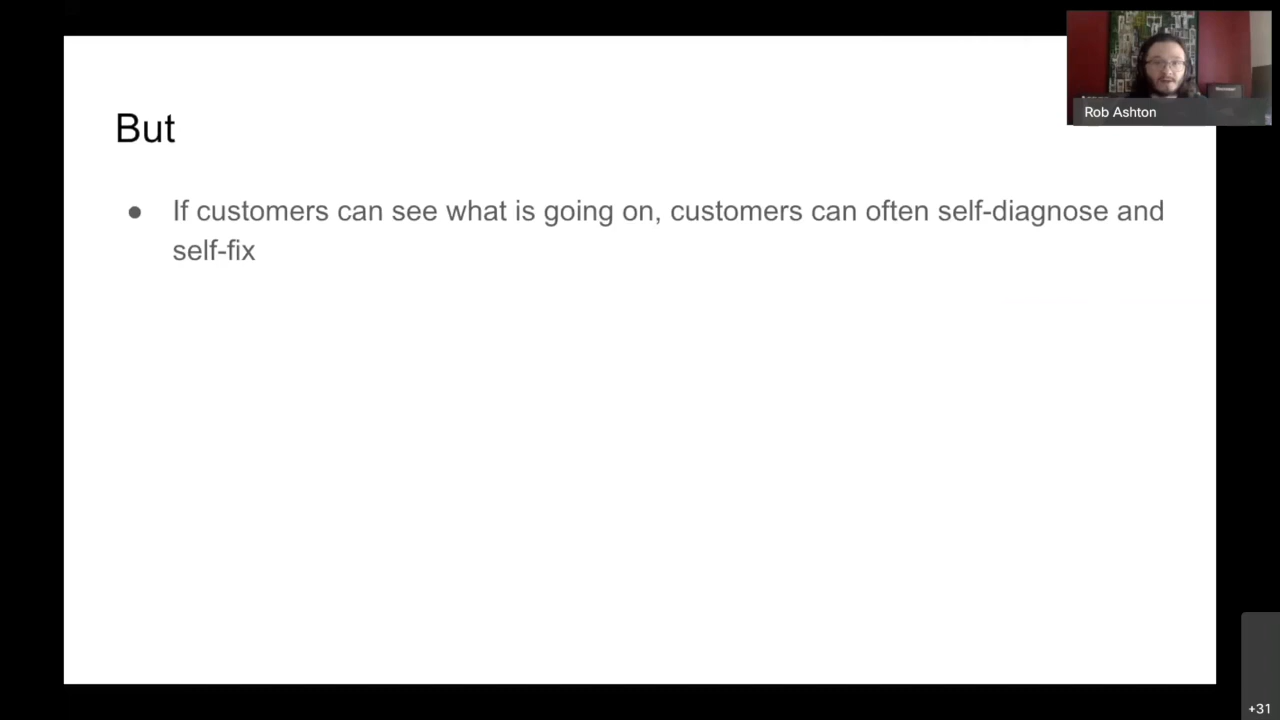 But
● If customers can see what is going on, customers can often self-diagnose and
self-fix
Rob Ashton
+31